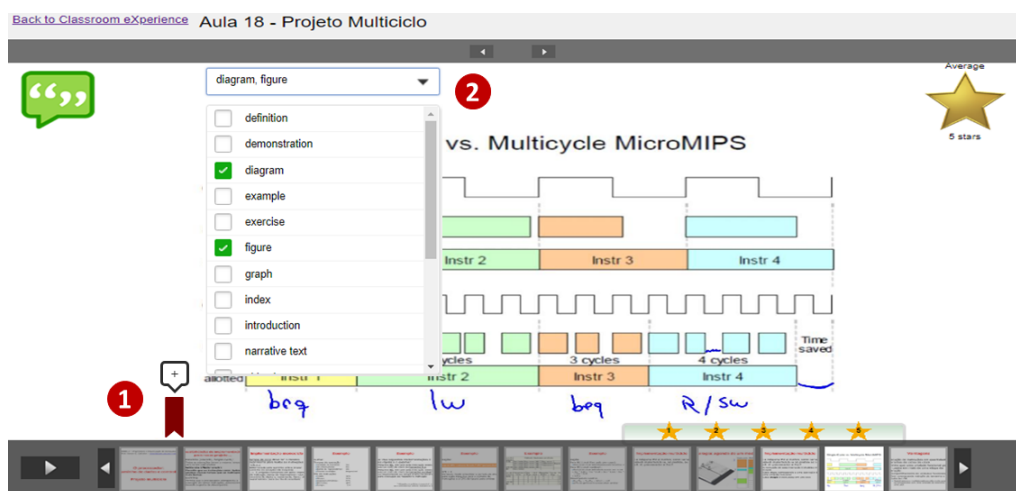 Back to Classroom eXperience Aula 18 - Projeto Multiciclo
Average
5 stars
diagram, figure
2
definition
demonstration
diagram
example
exercise
figure
graph
index
introduction
narrative text
vs. Multicycle MicroMIPS
Instr 2 Instr 3 Instr 4
Time
saved
cycles 3 cycles 4 cycles
allotted Instr 1 Instr 2 Instr 3 Instr 4
beq lw beq R/sw
+
1
1 2 3 4 5